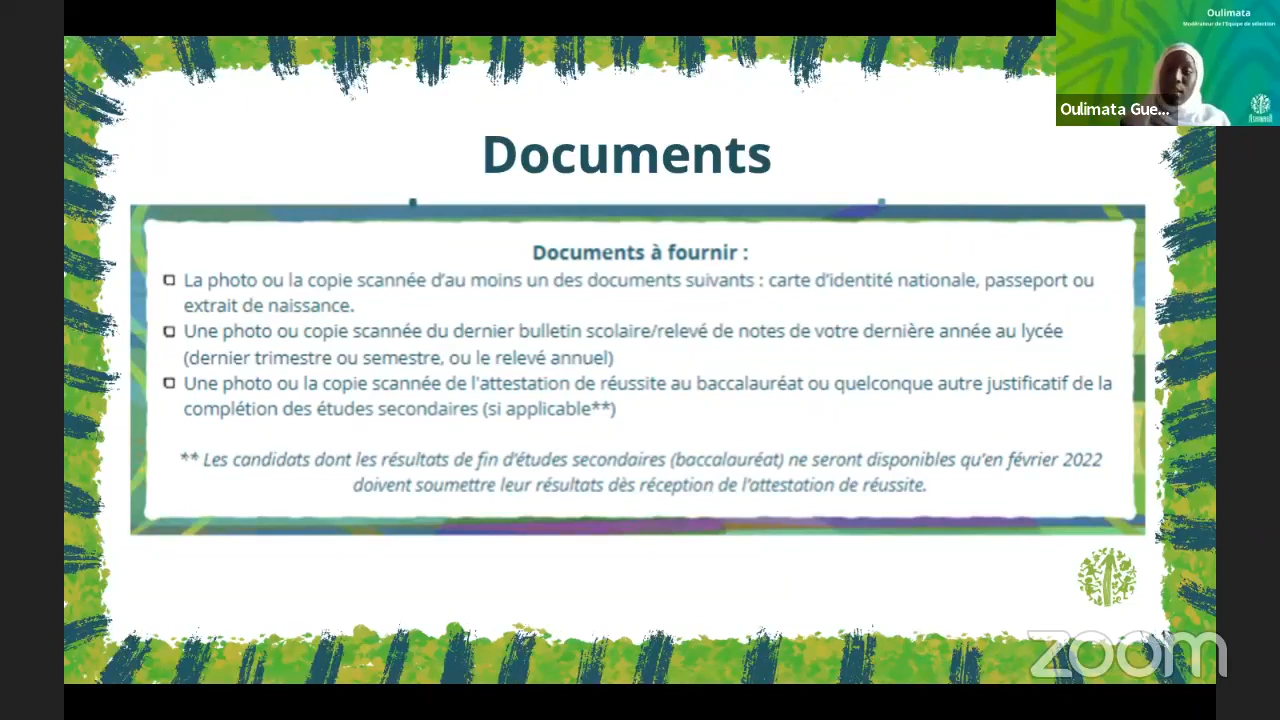 Oulimata
Modérateur de l'Equipe de sélection
Oulimata Gue...
Documents
Documents à fournir :
La photo ou la copie scannée d'au moins un des documents suivants : carte d'identité nationale, passeport ou
extrait de naissance.
Une photo ou copie scannée du dernier bulletin scolaire/relevé de notes de votre dernière année au lycée
(dernier trimestre ou semestre, ou le relevé annuel)
Une photo ou la copie scannée de l'attestation de réussite au baccalauréat ou quelconque autre justificatif de la
complétion des études secondaires (si applicable**)
** Les candidats dont les résultats de fin d'études secondaires (baccalauréat) ne seront disponibles qu'en février 2022
doivent soumettre leur résultats dès réception de l'attestation de réussite.
zoom